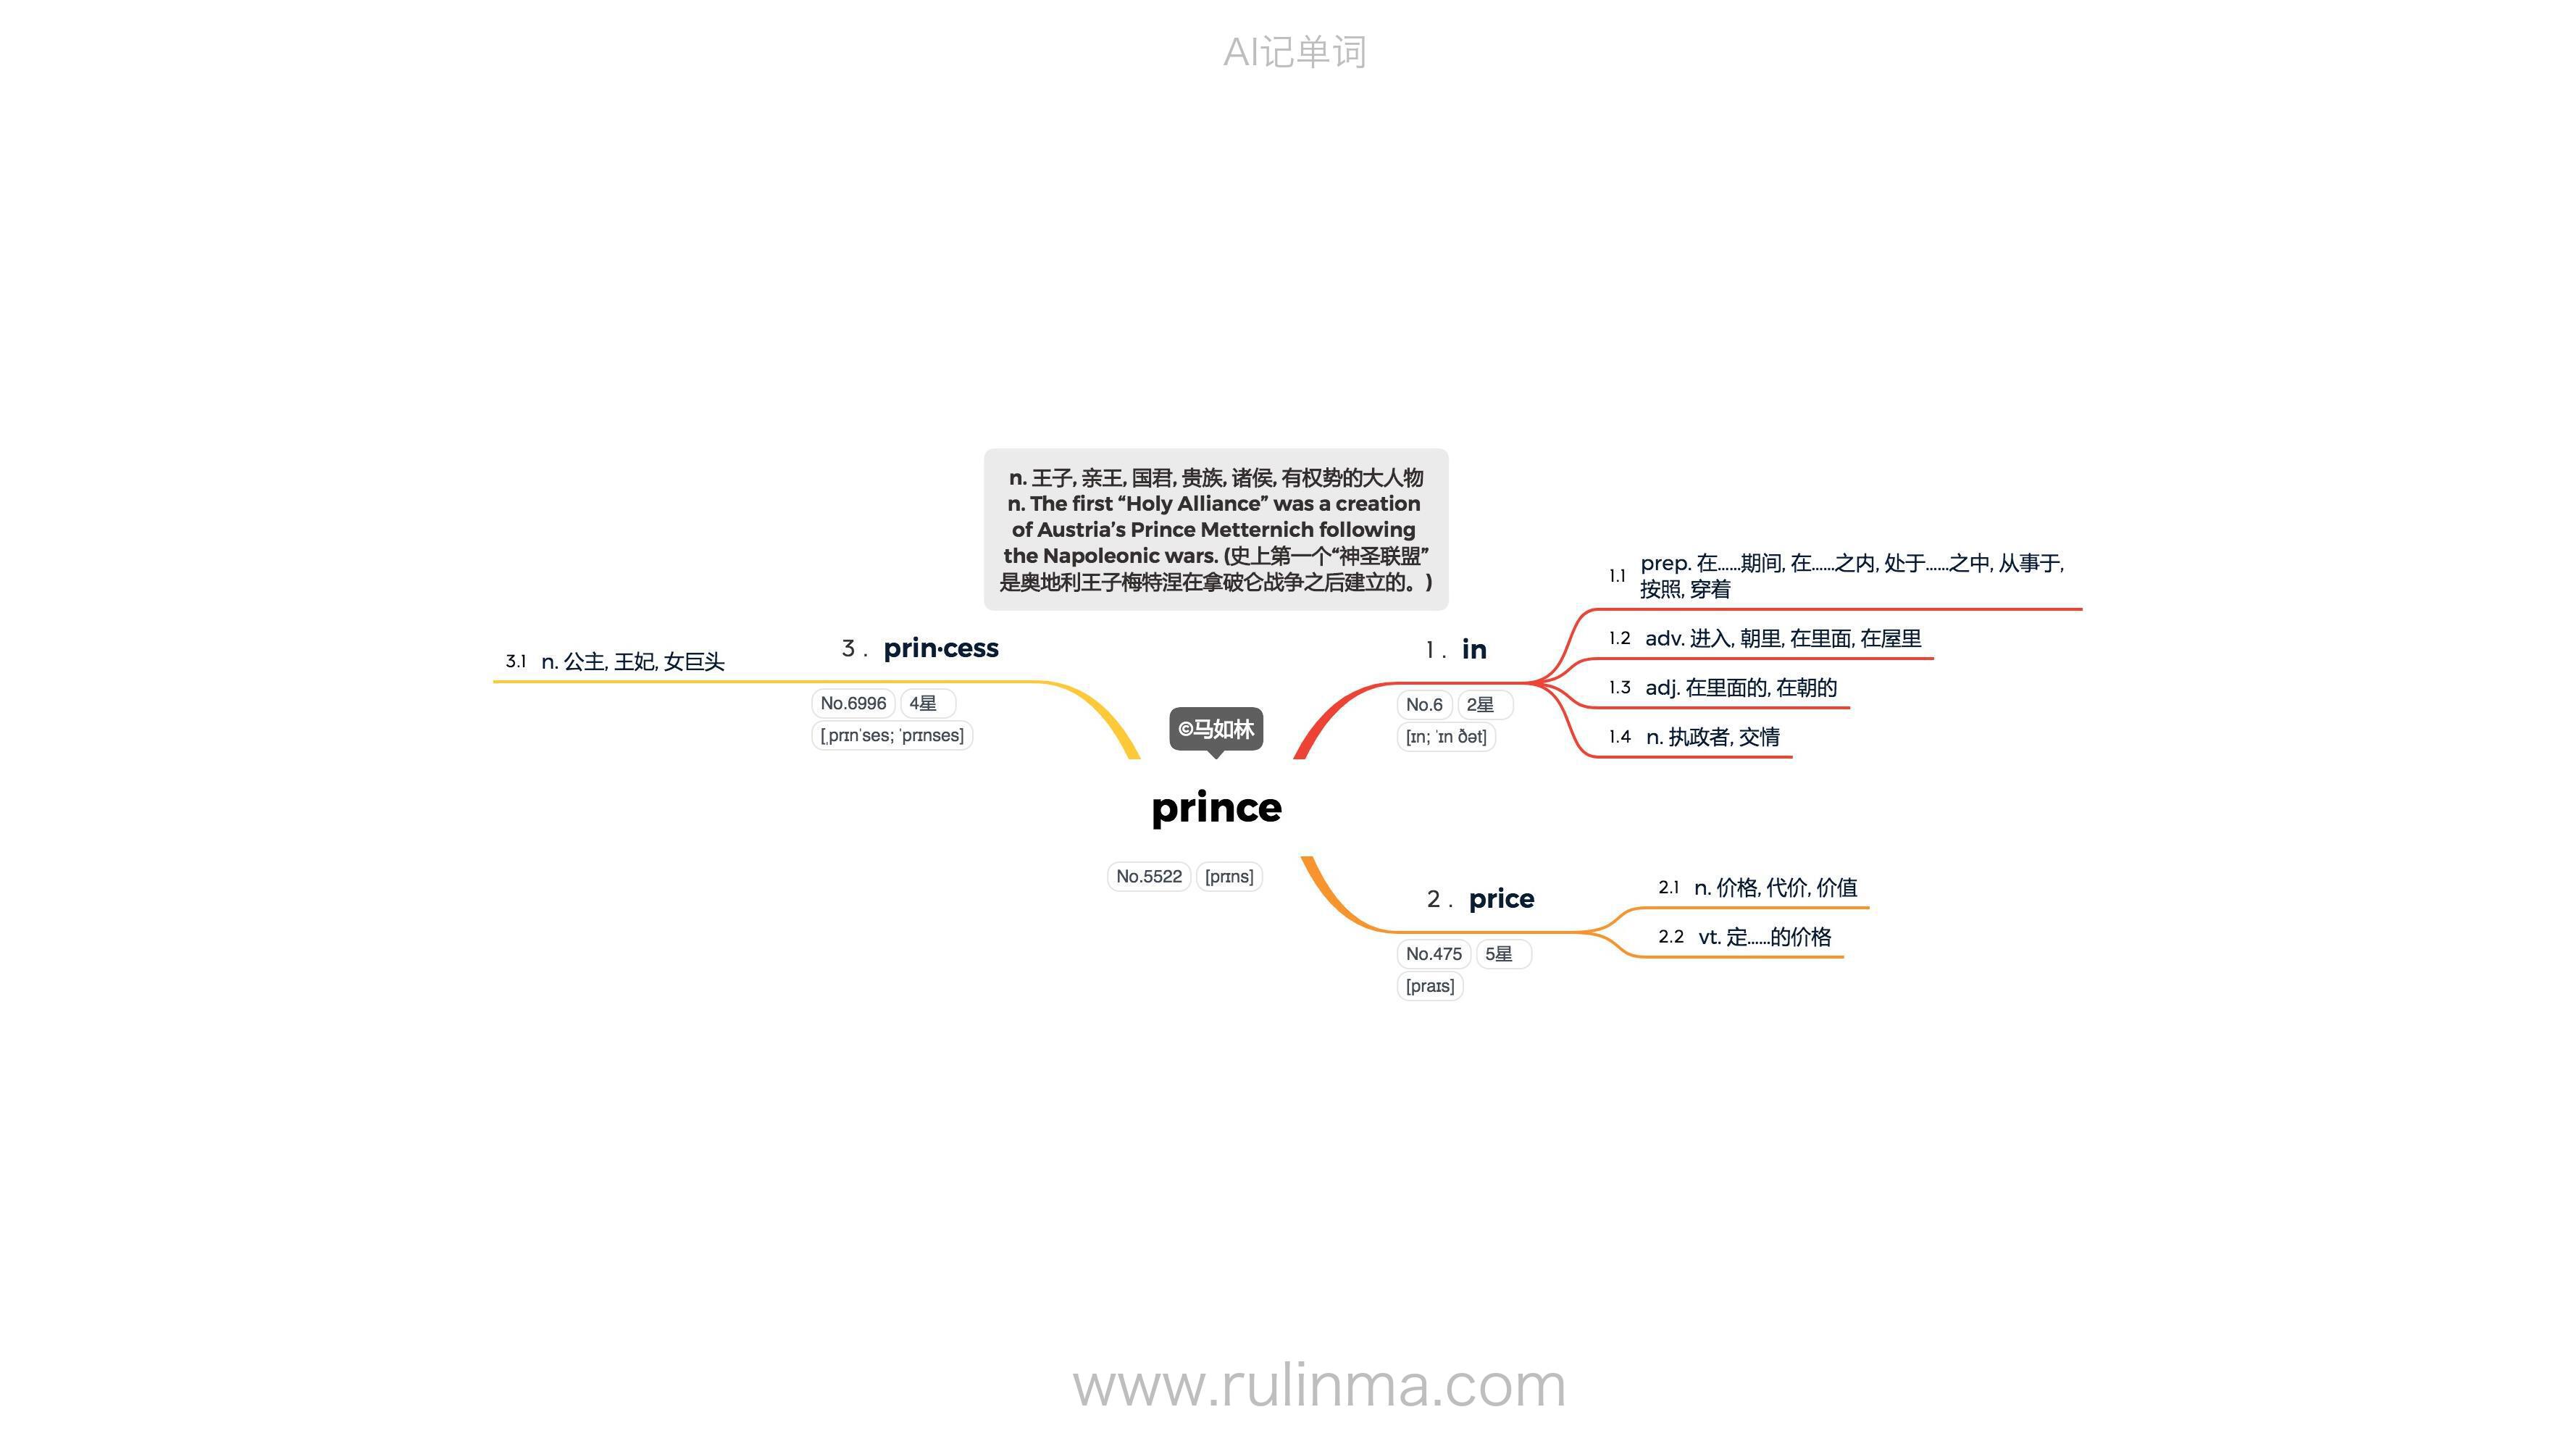 AI记单词
n. 王子, 亲王, 国君, 贵族, 诸侯, 有权势的大人物
n. The first “Holy Alliance” was a creation
of Austria’s Prince Metternich following
the Napoleonic wars. (史上第一个“神圣联盟”
是奥地利王子梅特涅在拿破仑战争之后建立的。)
©马如林
prince
No.5522 [prɪns]
1 . in
No.6 2星
[ɪn; ˈɪn ðət]
1.1 prep. 在……期间, 在……之内, 处于……之中, 从事于,
按照, 穿着
1.2 adv. 进入, 朝里, 在里面, 在屋里
1.3 adj. 在里面的, 在朝的
1.4 n. 执政者, 交情
2 . price
No.475 5星
[praɪs]
2.1 n. 价格, 代价, 价值
2.2 vt. 定……的价格
3 . prin·cess
No.6996 4星
[ˌprɪnˈses; ˈprɪnses]
3.1 n. 公主, 王妃, 女巨头
www.rulinma.com